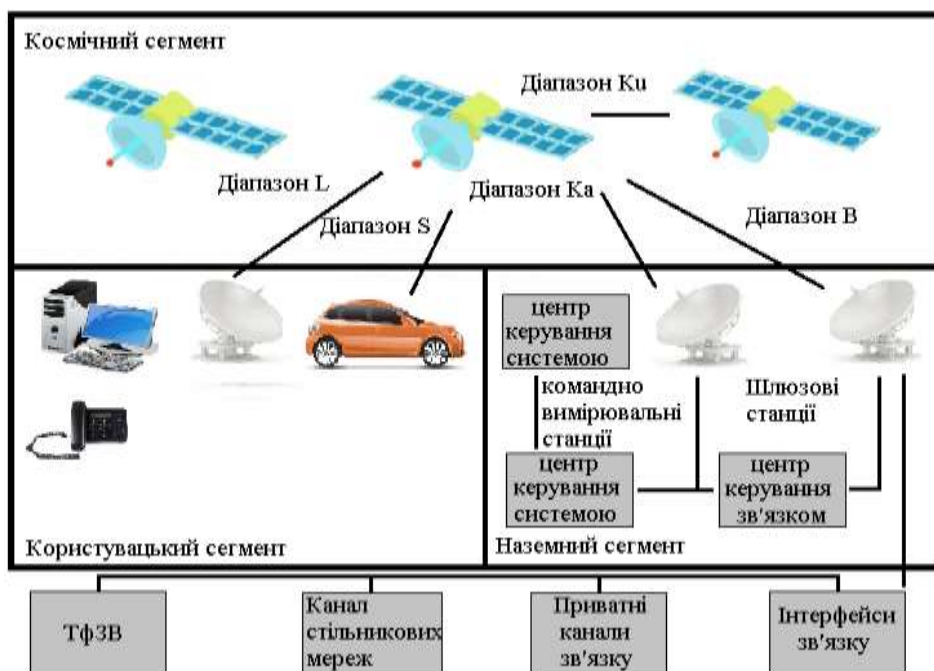 Космічний сегмент
Діапазон Ku
Діапазон L
Діапазон S
Діапазон Ka
Діапазон B
центр
керування
системою
командно
вимірювальні
станції
Шлюзові
станції
центр
керування
системою
центр
керування
зв'язком
Користувацький сегмент
Наземний сегмент
ТфЗВ
Канал
стільникових
мереж
Приватні
канали
зв'язку
Інтерфейси
зв'язку